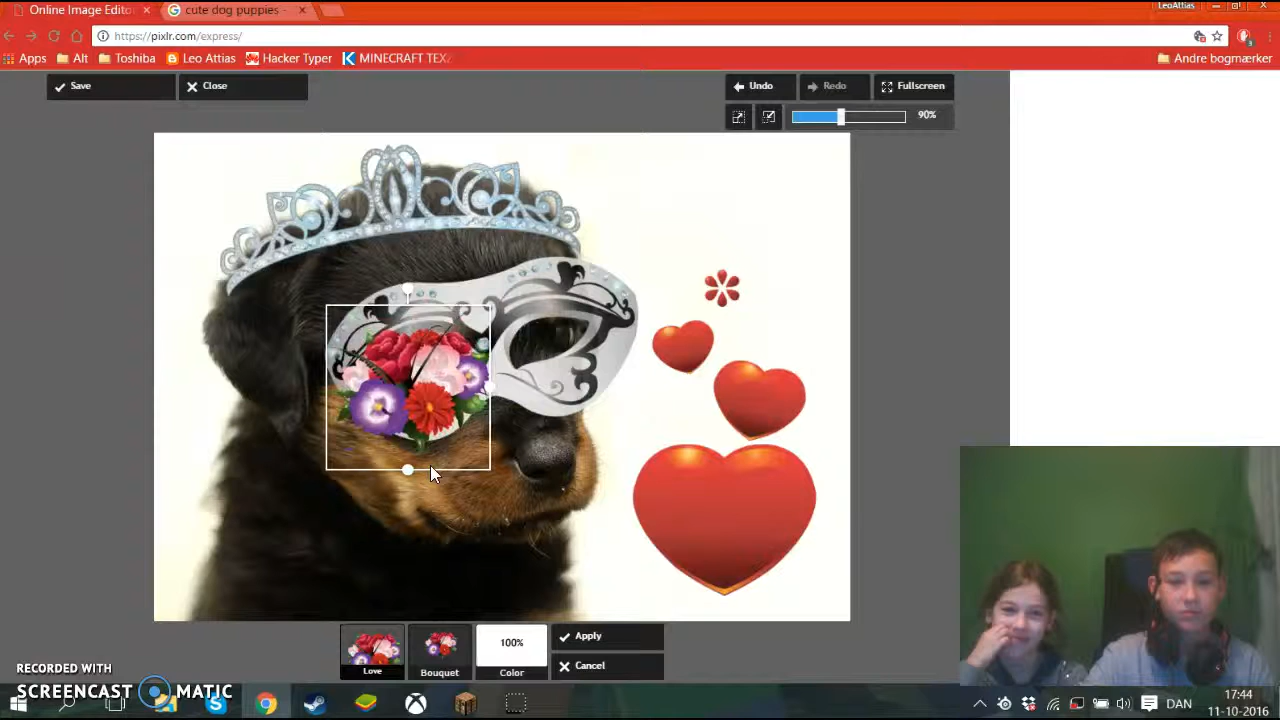 Online Image Edito
cute dog puppies -
LeoAttias
https://pixlr.com/express/
Apps
Alt
Toshiba
Leo Attias
Hacker Typer
MINECRAFT TEX
Andre bogmærker
Save
Close
Undo
Redo
Fullscreen
90%
100%
Love
Bouquet
Color
Apply
Cancel
RECORDED WITH
SCREENCAST MATIC
DAN
17:44
11-10-2016